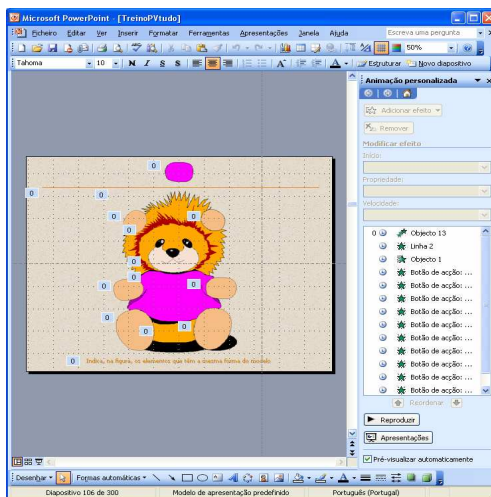 Microsoft PowerPoint - [TreinoPVtudo]
Ficheiro Editar Ver Inserir Formatar Ferramentas Apresentações Janela Ajuda Escreva uma pergunta
50%
Tahoma 10 N I S S A A Estruturar Novo diapositivo
Animação personalizada
Adicionar efeito
Remover
Modificar efeito
Início:
Propriedade:
Velocidade:
0
0
0
0
0
0
0
0
0
0
0
0
0
0 Indica, na figura, os elementos que têm a mesma forma do modelo
0 Objecto 13
Linha 2
Objecto 1
Botão de acção: ...
Botão de acção: ...
Botão de acção: ...
Botão de acção: ...
Botão de acção: ...
Botão de acção: ...
Botão de acção: ...
Botão de acção: ...
Botão de acção: ...
Reordenar
Reproduzir
Apresentações
Pré-visualizar automaticamente
Desenhar Formas automáticas A A
Diapositivo 106 de 300 Modelo de apresentação predefinido Português (Portugal)